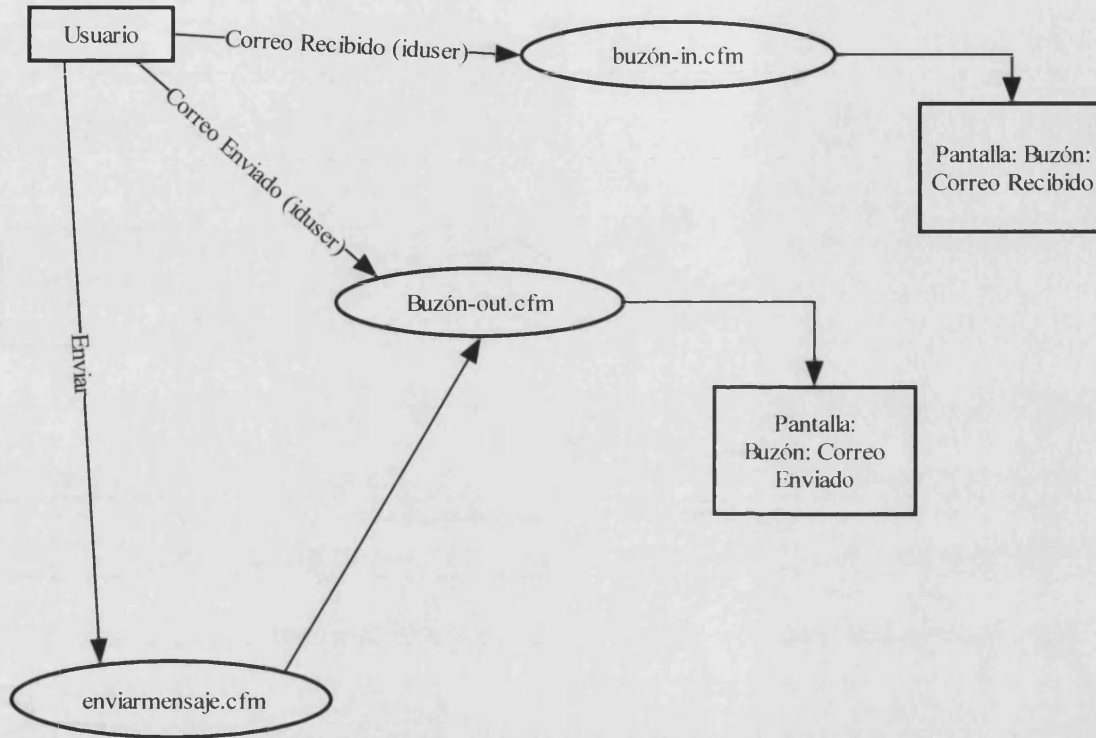 Usuario
Correo Recibido (iduser)
buzón-in.cfm
Pantalla: Buzón:
Correo Recibido
Correo Enviado (iduser)
Buzón-out.cfm
Enviar
Pantalla:
Buzón: Correo
Enviado
enviarmensaje.cfm